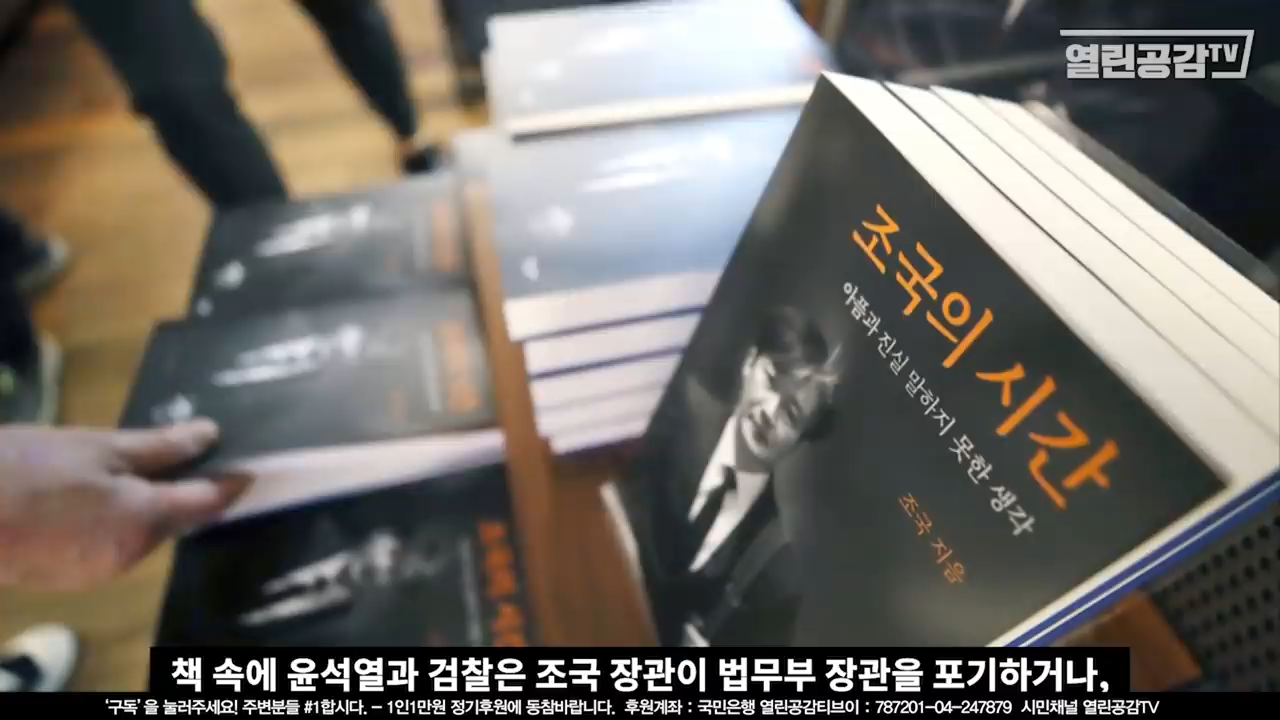 열린공감TV
조국의 시간
아픔과 진실 말하지 못한 생각
조국 지음
책 속에 윤석열과 검찰은 조국 장관이 법무부 장관을 포기하거나,
'구독' 을 눌러주세요! 주변분들 #1합시다. - 1인1만원 정기후원에 동참바랍니다. 후원계좌 : 국민은행 열린공감티브이 : 787201-04-247879 시민채널 열린공감TV